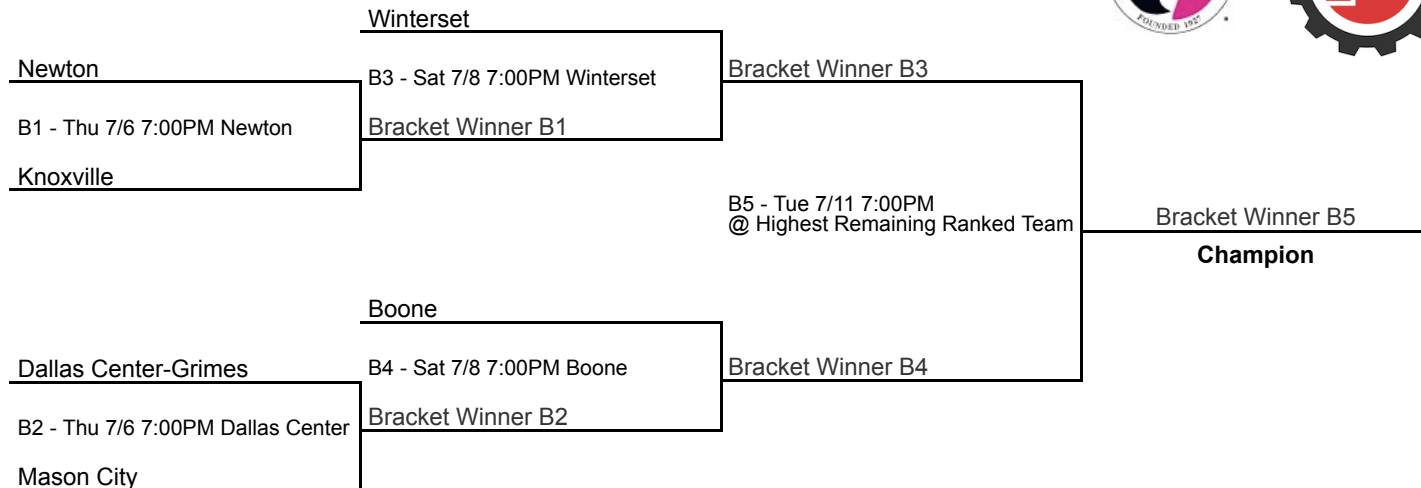 FOUNDED 1927
Winterset
Newton
B3 - Sat 7/8 7:00PM Winterset
Bracket Winner B3
B1 - Thu 7/6 7:00PM Newton
Bracket Winner B1
Knoxville
B5 - Tue 7/11 7:00PM
@ Highest Remaining Ranked Team
Bracket Winner B5
Champion
Boone
Dallas Center-Grimes
B4 - Sat 7/8 7:00PM Boone
Bracket Winner B4
B2 - Thu 7/6 7:00PM Dallas Center
Bracket Winner B2
Mason City